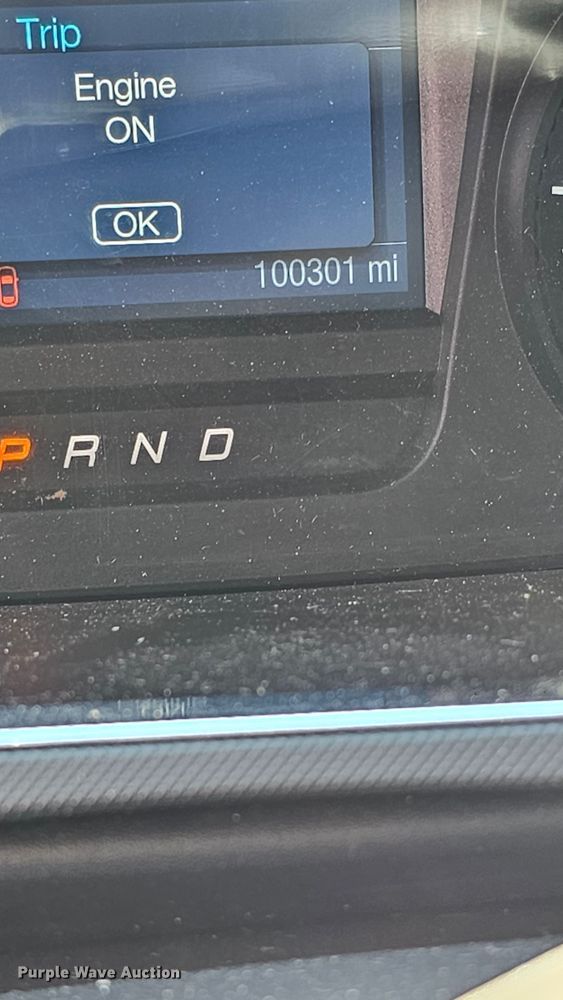 Trip
Engine
ON
OK
100301 mi
P R N D
Purple Wave Auction